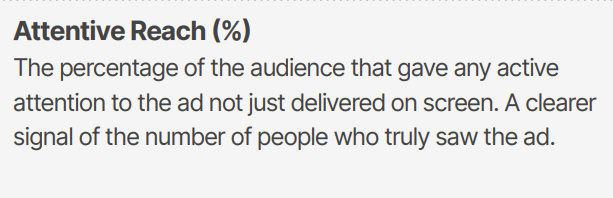 Attentive Reach (%)
The percentage of the audience that gave any active
attention to the ad not just delivered on screen. A clearer
signal of the number of people who truly saw the ad.